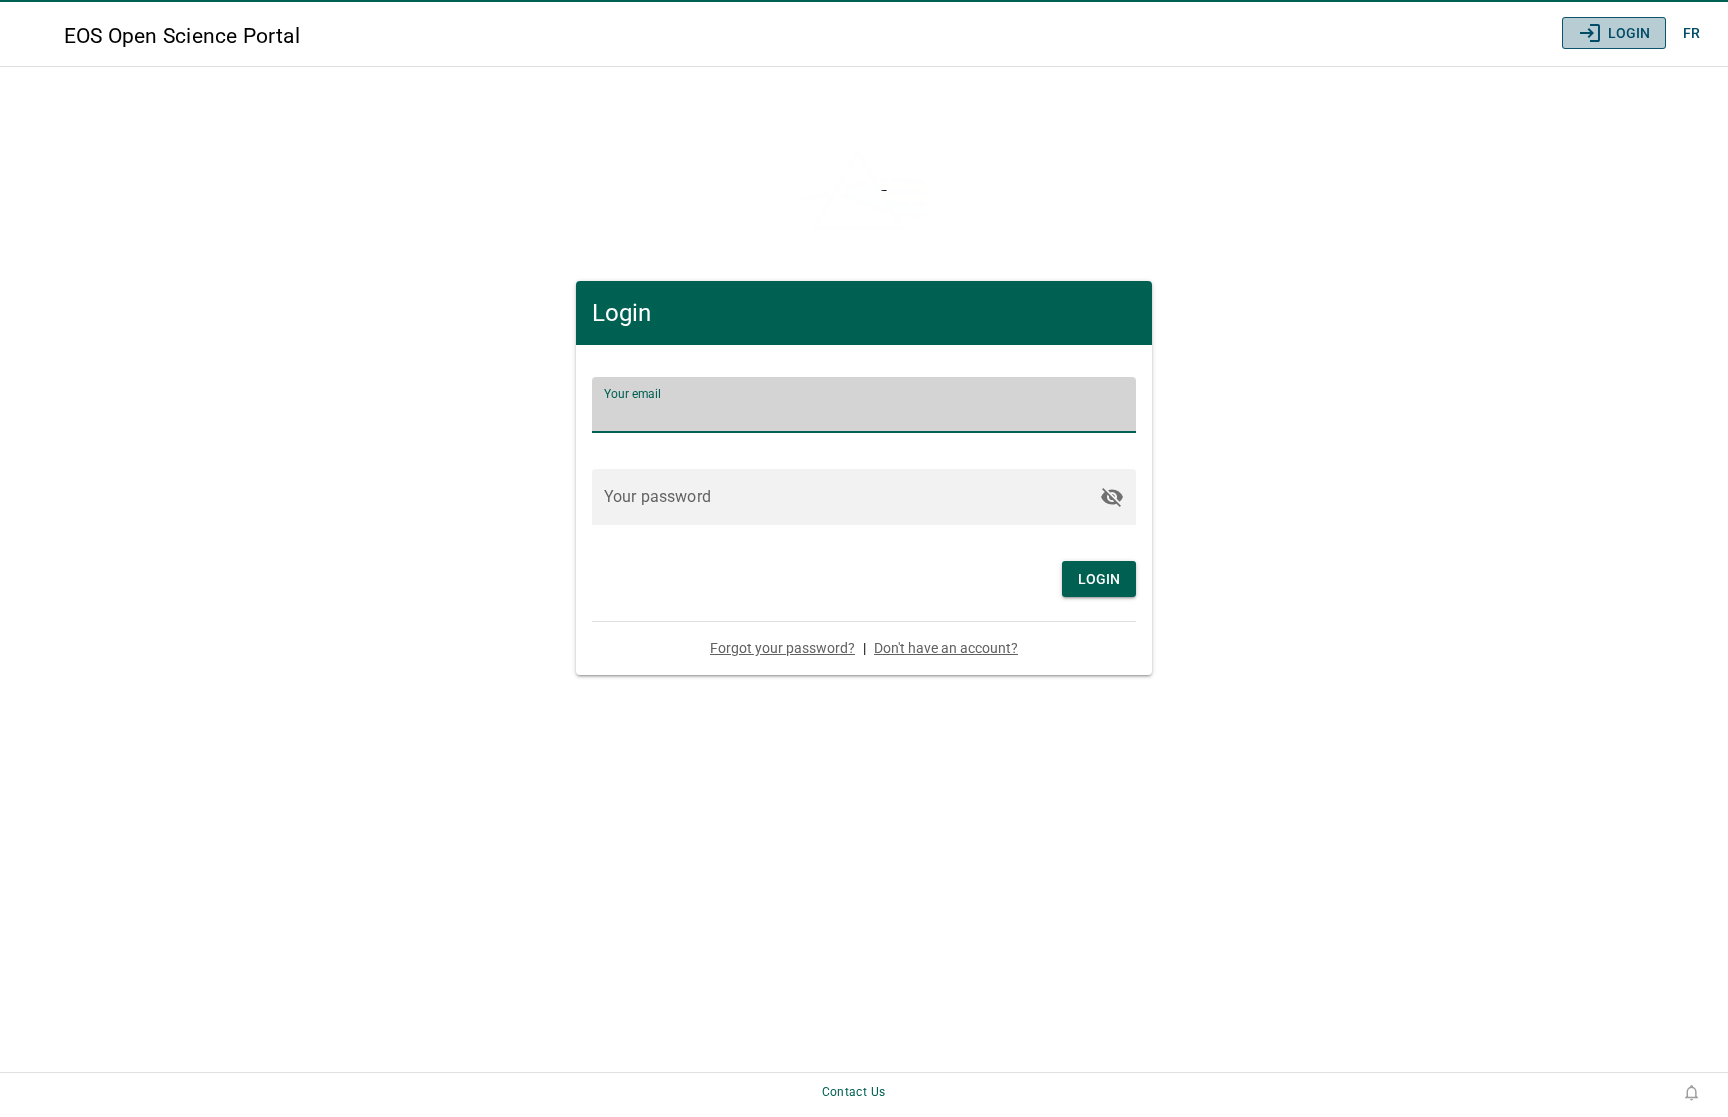 EOS Open Science Portal
LOGIN
FR
-
Login
Your email
Your password
LOGIN
Forgot your password? | Don't have an account?
Contact Us